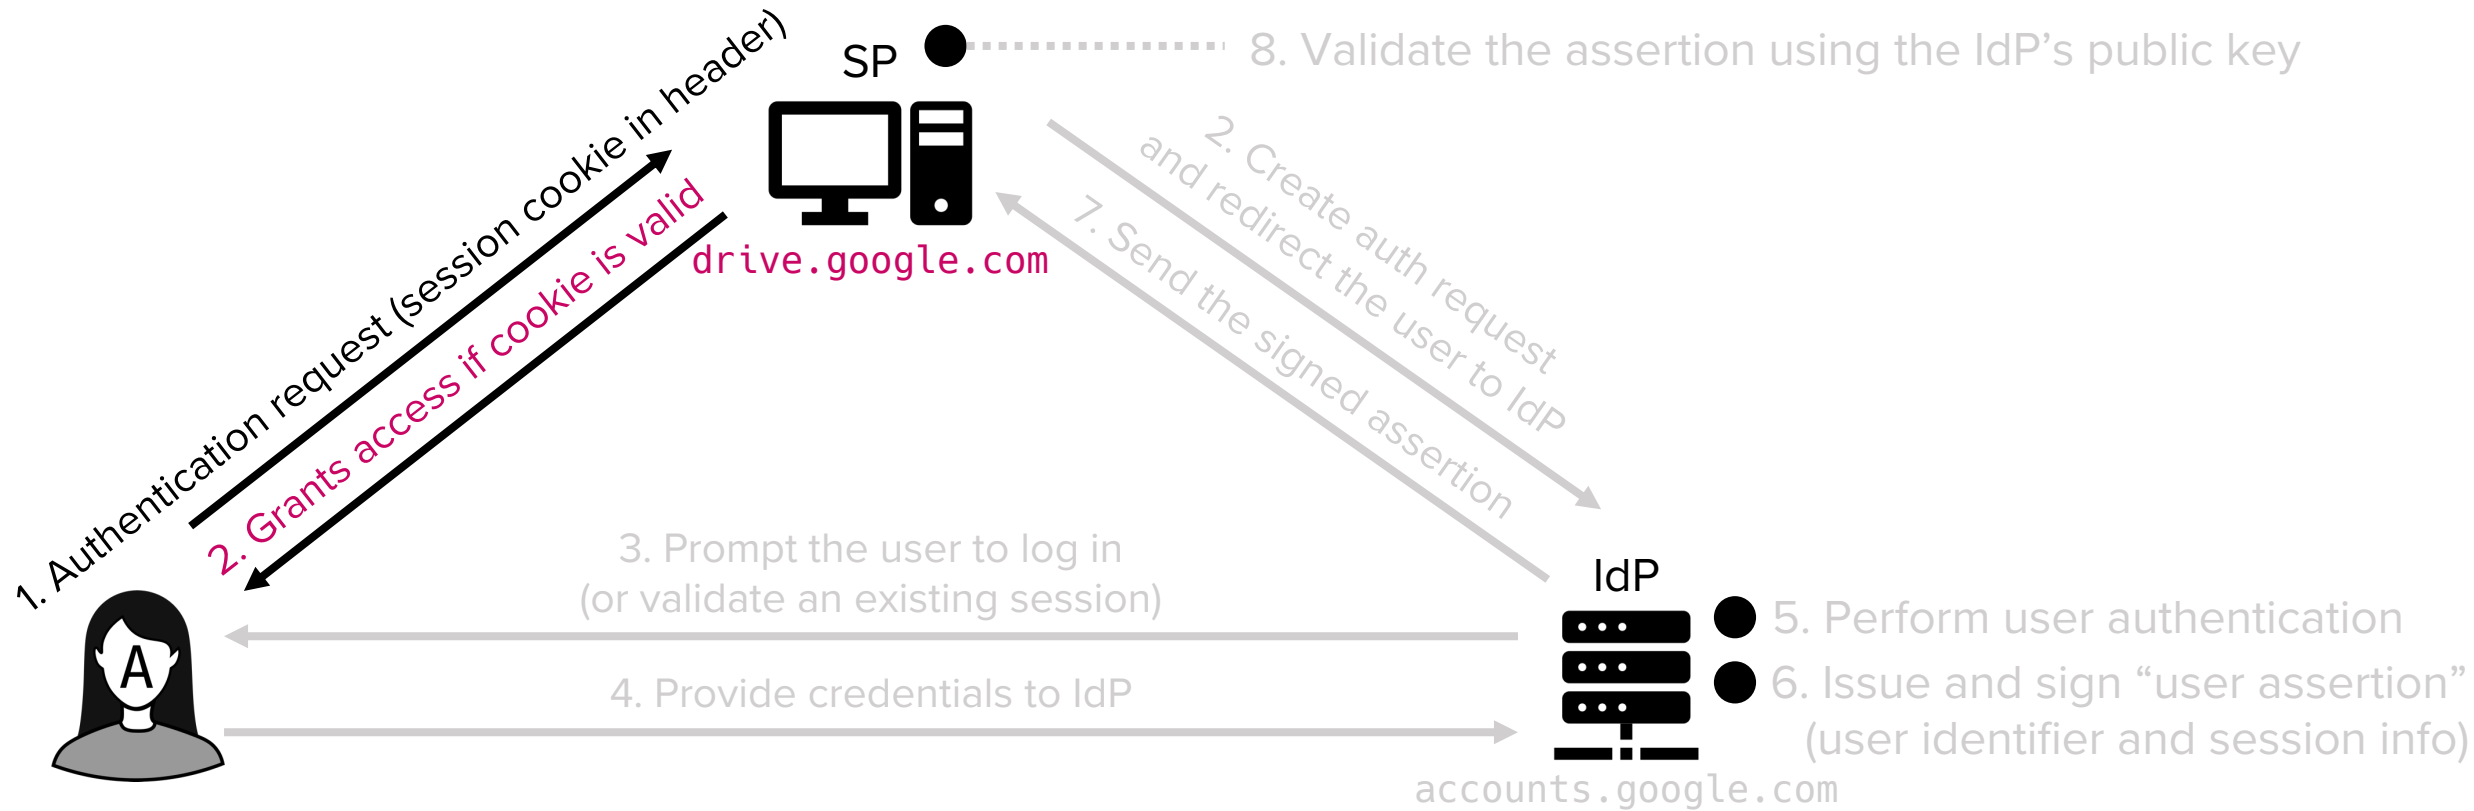 1. Authentication request (session cookie in header)
2. Grants access if cookie is valid
SP
drive.google.com
8. Validate the assertion using the IdP’s public key
2. Create auth request
and redirect the user to IdP
7. Send the signed assertion
3. Prompt the user to log in
(or validate an existing session)
4. Provide credentials to IdP
A
IdP
5. Perform user authentication
6. Issue and sign “user assertion”
(user identifier and session info)
accounts.google.com